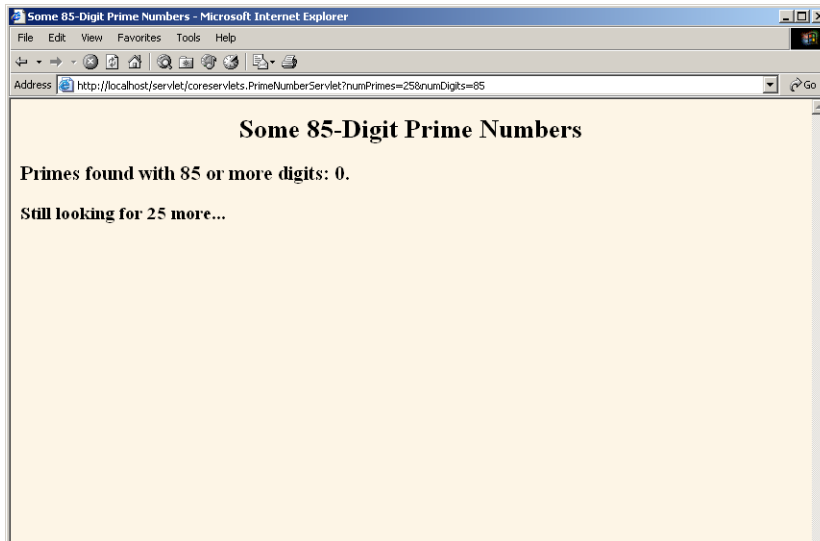 Some 85-Digit Prime Numbers - Microsoft Internet Explorer
File Edit View Favorites Tools Help
Address http://localhost/servlet/coreservlets.PrimeNumberServlet?numPrimes=25&numDigits=85 Go
Some 85-Digit Prime Numbers
Primes found with 85 or more digits: 0.
Still looking for 25 more...